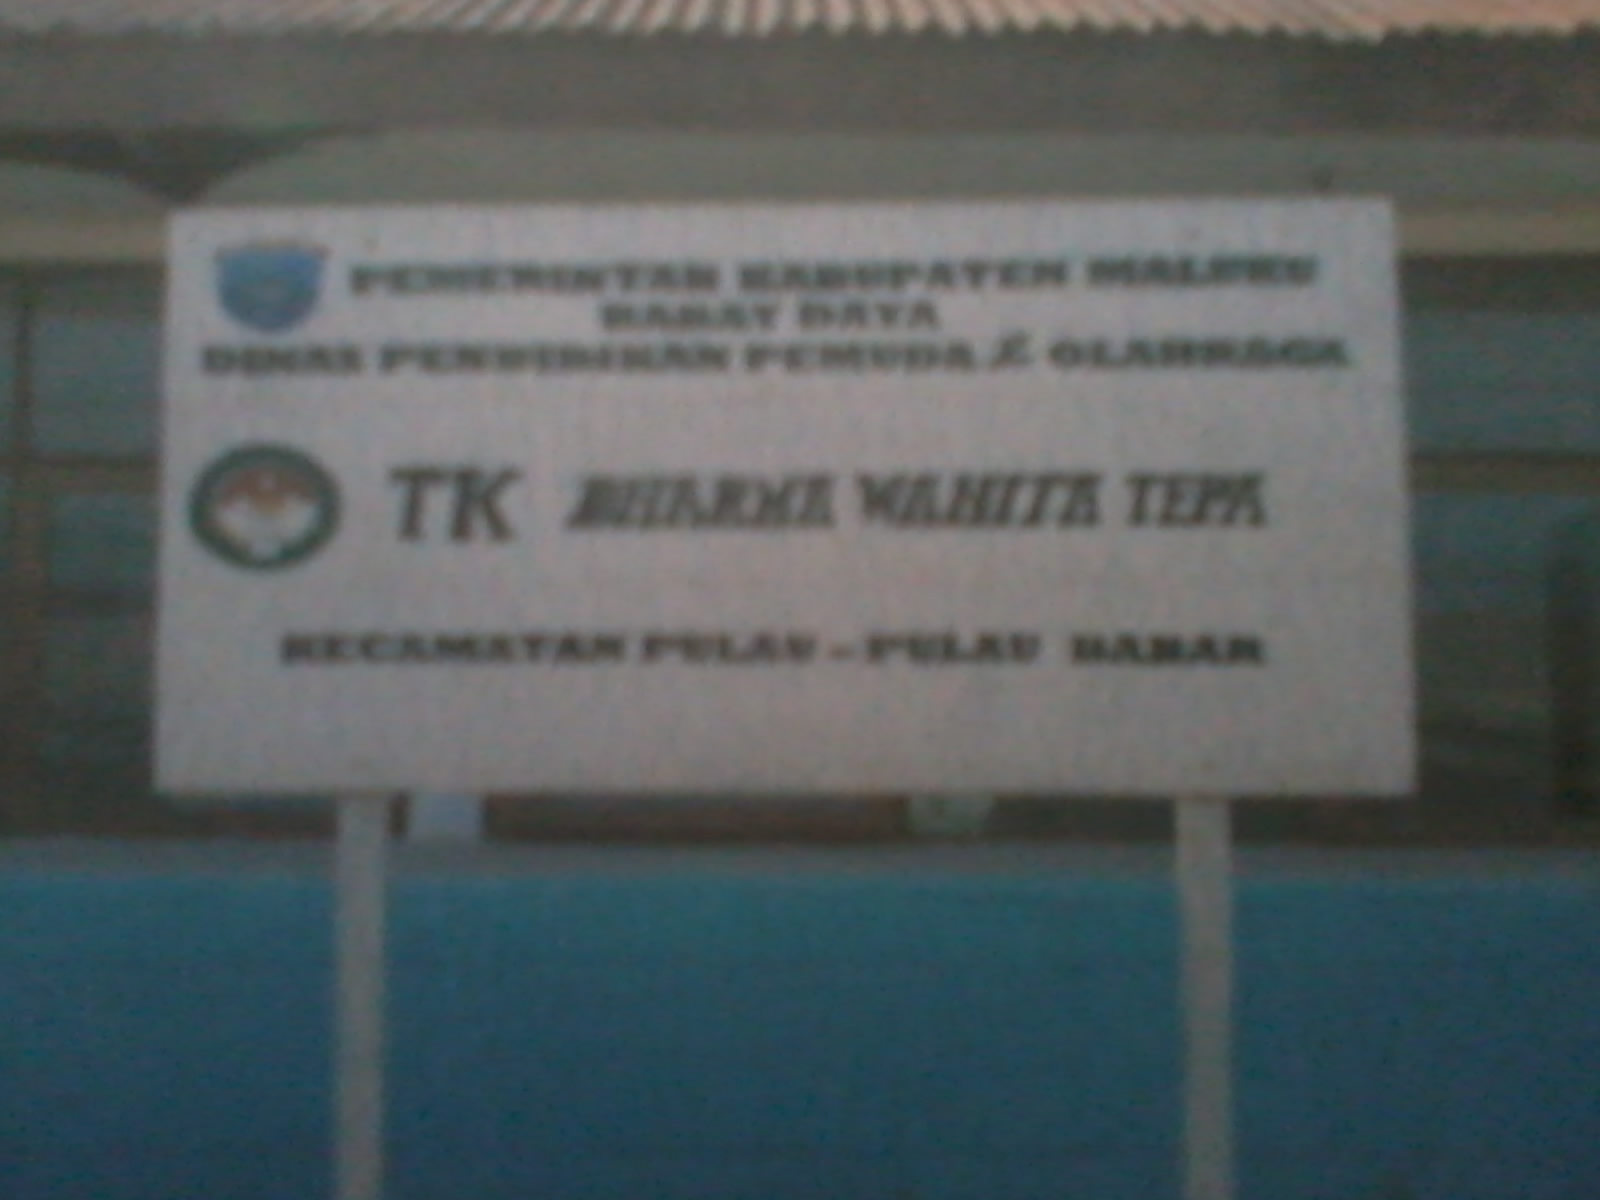 PEMERINTAH KABUPATEN MALUKU
BARAT DAYA
DINAS PENDIDIKAN PEMUDA & OLAHRAGA
TK DHARMA WANITA TEPA
KECAMATAN PULAU - PULAU BABAR